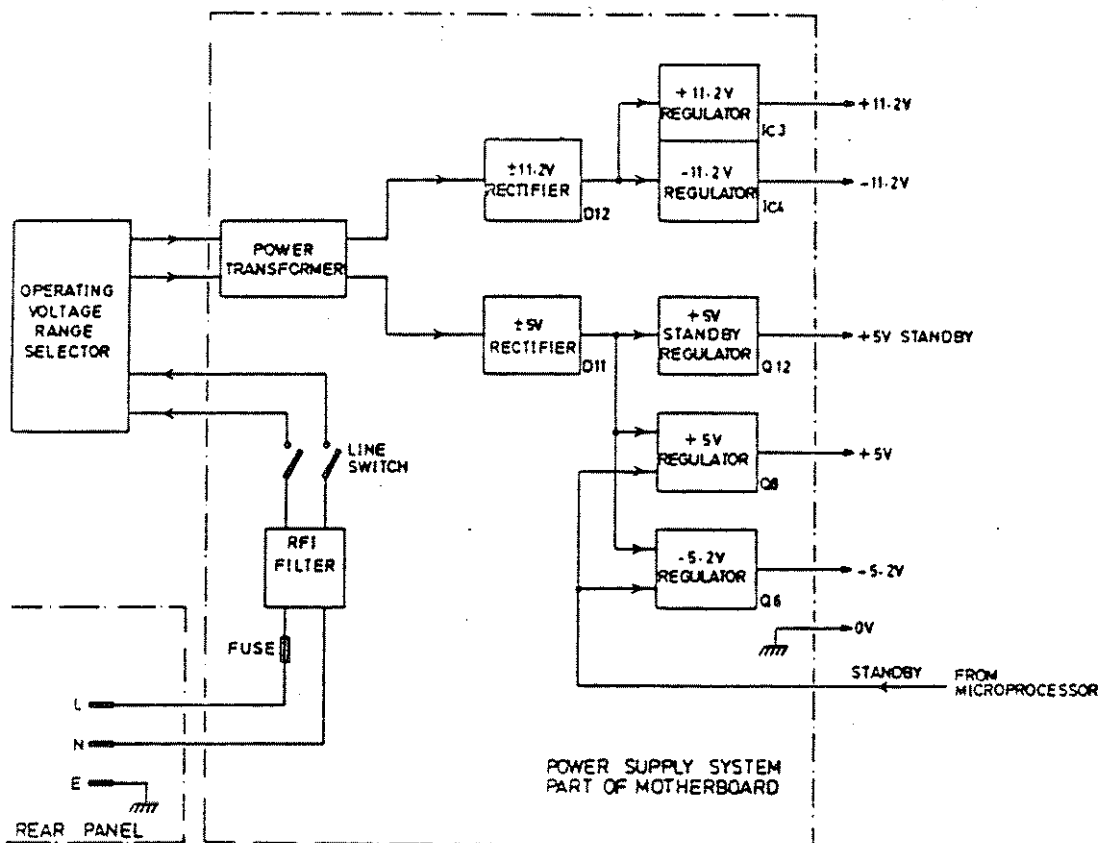 +11.2V
REGULATOR
IC3
+11.2V
±11.2V
RECTIFIER
D12
-11.2V
REGULATOR
IC4
-11.2V
OPERATING
VOLTAGE
RANGE
SELECTOR
POWER
TRANSFORMER
±5V
RECTIFIER
D11
+5V
STANDBY
REGULATOR
Q12
+5V STANDBY
LINE
SWITCH
+5V
REGULATOR
Q8
+5V
RFI
FILTER
-5.2V
REGULATOR
Q6
-5.2V
0V
FUSE
STANDBY
FROM
MICROPROCESSOR
L
N
E
REAR PANEL
POWER SUPPLY SYSTEM
PART OF MOTHERBOARD